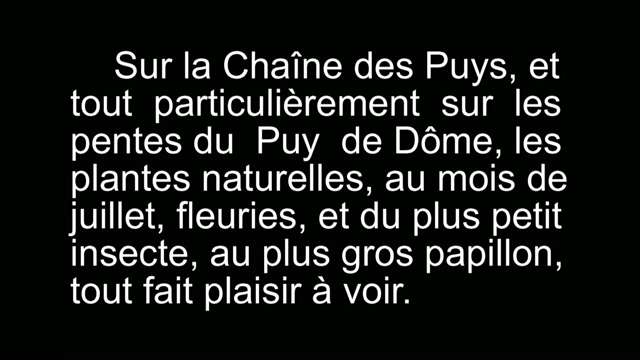 Sur la Chaîne des Puys, et
tout particulièrement sur les
pentes du Puy de Dôme, les
plantes naturelles, au mois de
juillet, fleuries, et du plus petit
insecte, au plus gros papillon,
tout fait plaisir à voir.